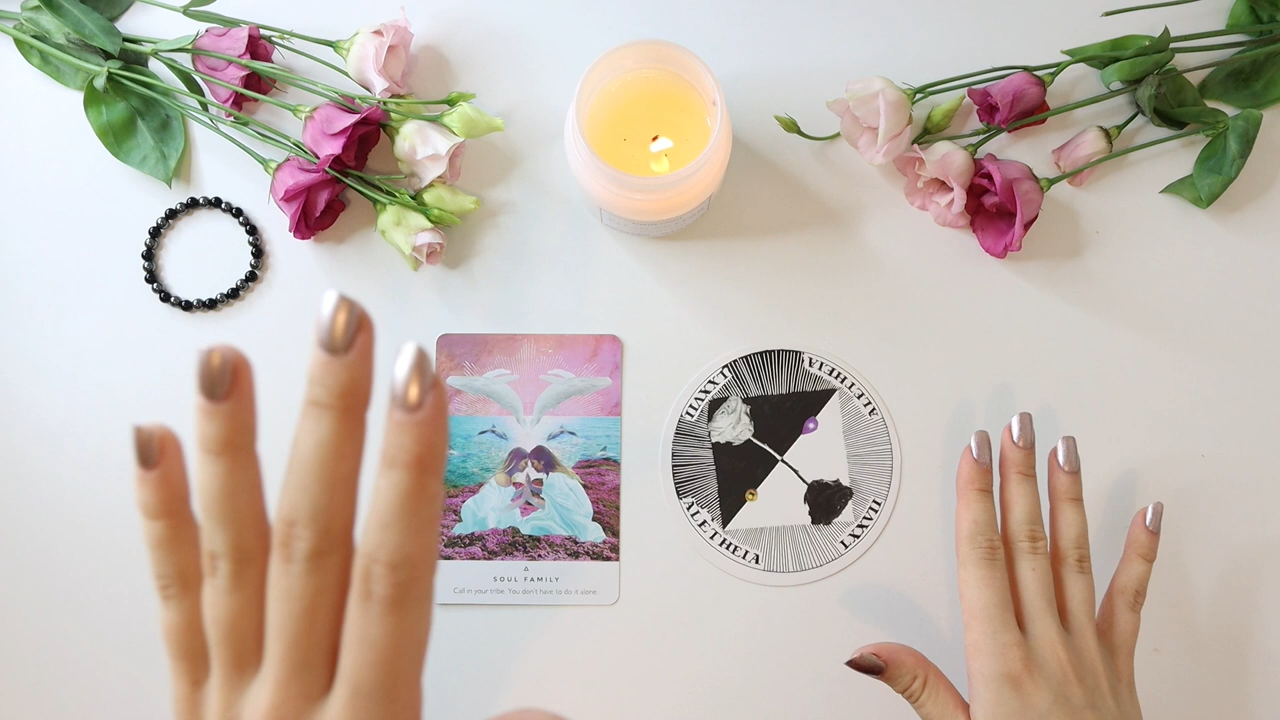 SOUL FAMILY
Call in your tribe. You don't have to do it alone.
LXXVII
ALETHEIA
ALETHEIA
LXXVII